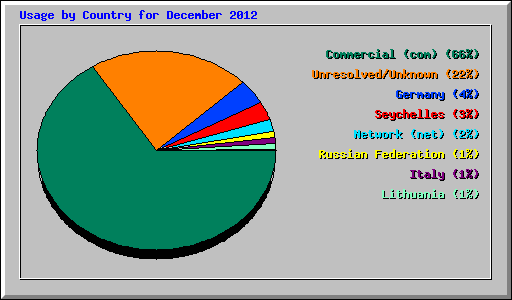 Usage by Country for December 2012
Commercial (com) (66%)
Unresolved/Unknown (22%)
Germany (4%)
Seychelles (3%)
Network (net) (2%)
Russian Federation (1%)
Italy (1%)
Lithuania (1%)